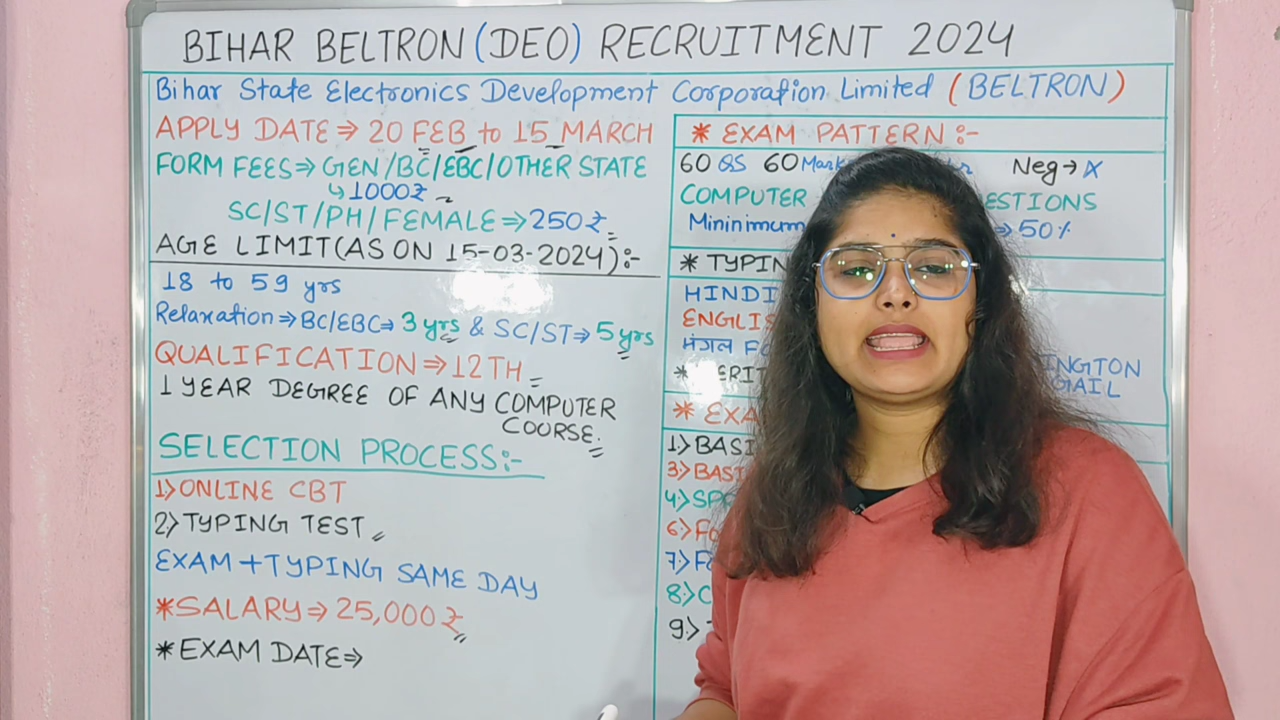 BIHAR BELTRON (DEO) RECRUITMENT 2024
Bihar State Electronics Development Corporation Limited (BELTRON)
APPLY DATE ⇒ 20 FEB to 15 MARCH
FORM FEES ⇒ GEN/BC/EBC/OTHER STATE
↳ 1000₹
SC/ST/PH/FEMALE ⇒ 250₹
AGE LIMIT (AS ON 15-03-2024) :-
18 to 59 yrs
Relaxation ⇒ BC/EBC ⇒ 3 yrs & SC/ST ⇒ 5 yrs
QUALIFICATION ⇒ 12TH
1 YEAR DEGREE OF ANY COMPUTER
COURSE.
SELECTION PROCESS:-
1) ONLINE CBT
2) TYPING TEST
EXAM + TYPING SAME DAY
*SALARY ⇒ 25,000₹
*EXAM DATE ⇒
* EXAM PATTERN :-
60 QS 60 Mark Neg → X
COMPUTER ESTIONS
Mininimum ⇒ 50%
* TYPIN
HINDI
ENGLIS
मंगल INGTON
GAIL
* ERIT
* EXA
1) BASI
3) BASI
4) SP
6) Fo
7) F
8) C
9)